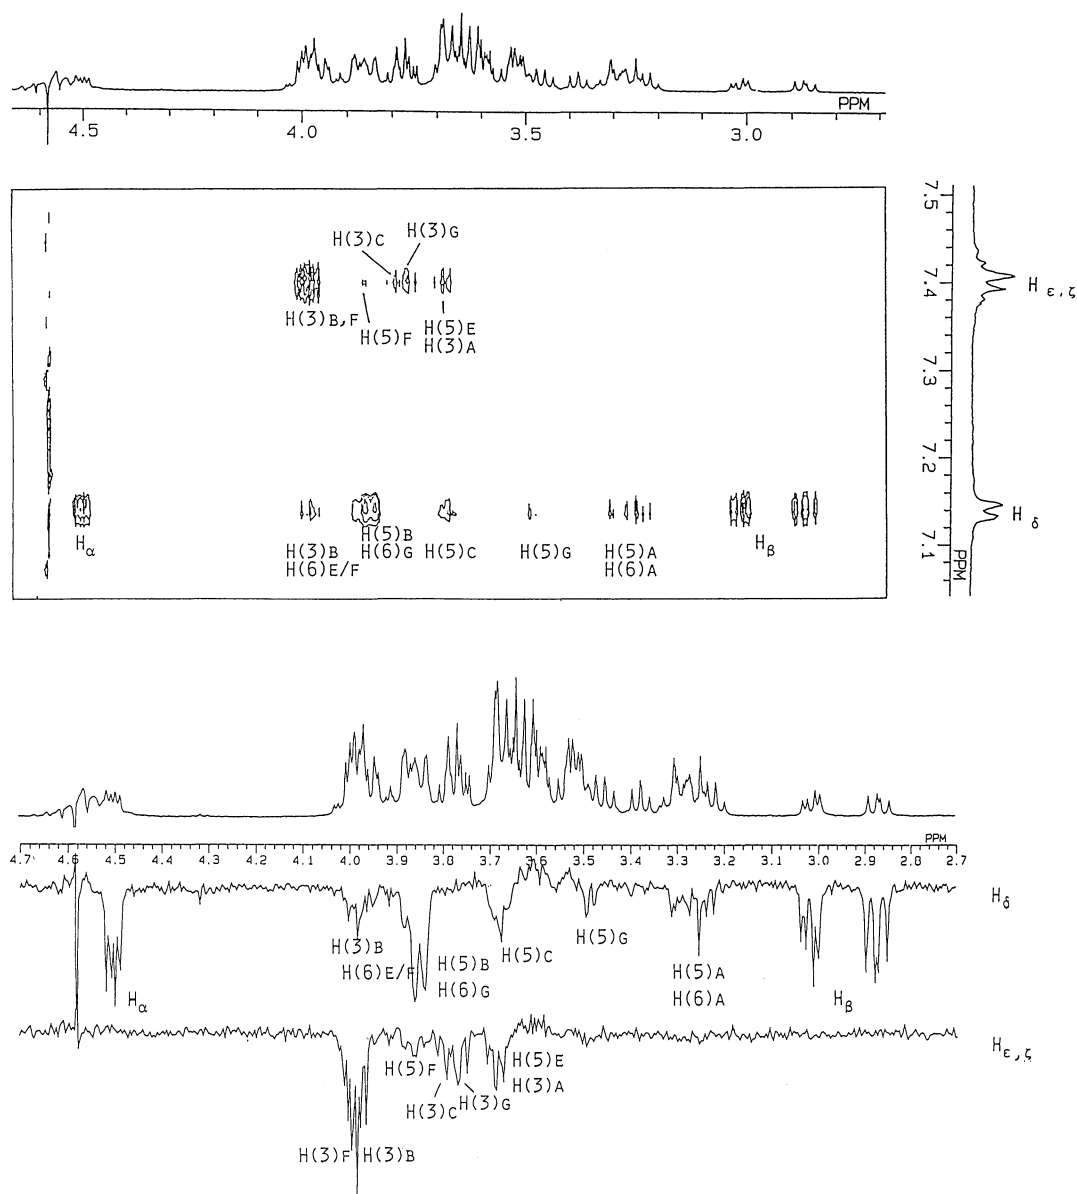 PPM
4.5 4.0 3.5 3.0
7.5
7.4
7.3
7.2
7.1
PPM
H ε,ζ
H δ
H(3)C H(3)G
H(3)B,F H(5)F H(5)E
H(3)A
Hα
H(3)B H(5)B H(5)C H(5)G H(5)A Hβ
H(6)E/F H(6)G H(6)A
PPM
4.7 4.6 4.5 4.4 4.3 4.2 4.1 4.0 3.9 3.8 3.7 3.6 3.5 3.4 3.3 3.2 3.1 3.0 2.9 2.8 2.7
Hδ
H(3)B H(5)B H(5)C H(5)G H(5)A
H(6)E/F H(6)G H(6)A
Hα Hβ
Hε,ζ
H(5)F H(5)E
H(3)A
H(3)C H(3)G
H(3)F H(3)B